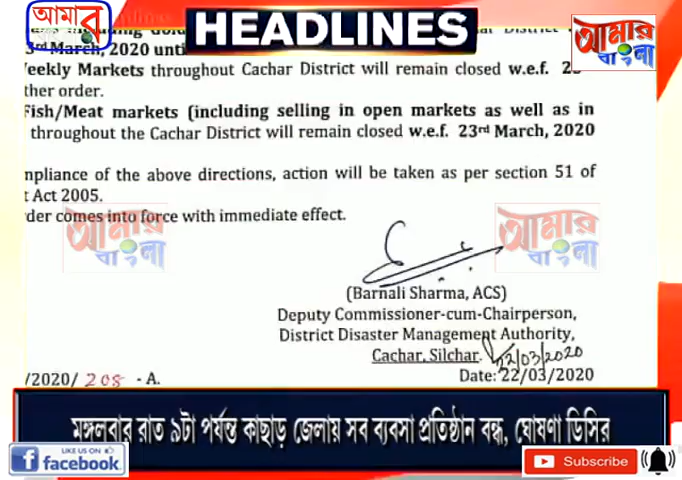 আমার
HEADLINES
আমার
বাংলা
3rd March, 2020 until
Weekly Markets throughout Cachar District will remain closed w.e.f. 23
ther order.
Fish/Meat markets (including selling in open markets as well as in
throughout the Cachar District will remain closed w.e.f. 23rd March, 2020
mpliance of the above directions, action will be taken as per section 51 of
t Act 2005.
der comes into force with immediate effect.
আমার
বাংলা
আমার
বাংলা
(Barnali Sharma, ACS)
Deputy Commissioner-cum-Chairperson,
District Disaster Management Authority,
Cachar, Silchar.
22/03/2020
/2020/ 208 - A.
Date: 22/03/2020
মঙ্গলবার রাত ৯টা পর্যন্ত কাছাড় জেলায় সব ব্যবসা প্রতিষ্ঠান বন্ধ, ঘোষণা ডিসির
LIKE US ON
facebook.
Subscribe